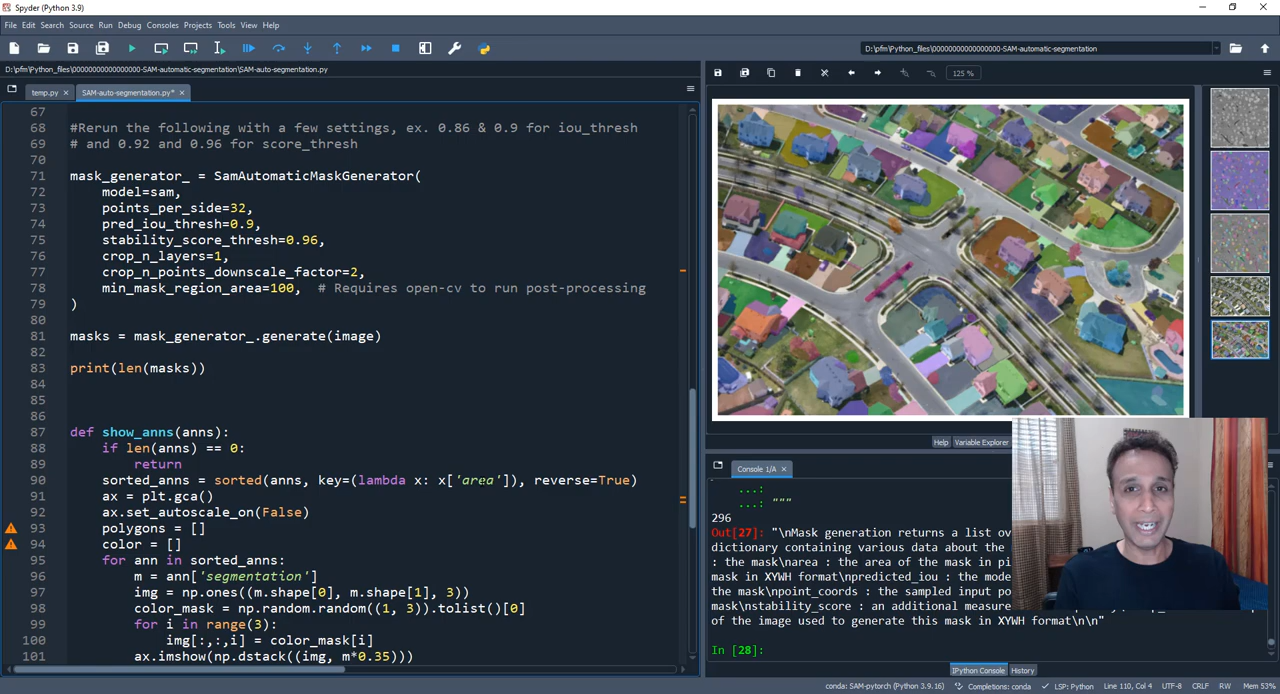 Spyder (Python 3.9)
File Edit Search Source Run Debug Consoles Projects Tools View Help
D:\pfm\Python_files\0000000000000000-SAM-automatic-segmentation
D:\pfm\Python_files\0000000000000000-SAM-automatic-segmentation\SAM-auto-segmentation.py
temp.py
SAM-auto-segmentation.py*
125 %
67
68 #Rerun the following with a few settings, ex. 0.86 & 0.9 for iou_thresh
69 # and 0.92 and 0.96 for score_thresh
70
71 mask_generator_ = SamAutomaticMaskGenerator(
72 model=sam,
73 points_per_side=32,
74 pred_iou_thresh=0.9,
75 stability_score_thresh=0.96,
76 crop_n_layers=1,
77 crop_n_points_downscale_factor=2,
78 min_mask_region_area=100, # Requires open-cv to run post-processing
79 )
80
81 masks = mask_generator_.generate(image)
82
83 print(len(masks))
84
85
86
87 def show_anns(anns):
88 if len(anns) == 0:
89 return
90 sorted_anns = sorted(anns, key=(lambda x: x['area']), reverse=True)
91 ax = plt.gca()
92 ax.set_autoscale_on(False)
93 polygons = []
94 color = []
95 for ann in sorted_anns:
96 m = ann['segmentation']
97 img = np.ones((m.shape[0], m.shape[1], 3))
98 color_mask = np.random.random((1, 3)).tolist()[0]
99 for i in range(3):
100 img[:,:,i] = color_mask[i]
101 ax.imshow(np.dstack((img, m*0.35)))
Help Variable Explorer
Console 1/A
...:
...: """
296
Out[27]: "\nMask generation returns a list ov
dictionary containing various data about the
: the mask\narea : the area of the mask in pi
mask in XYWH format\npredicted_iou : the mode
the mask\npoint_coords : the sampled input po
mask\nstability_score : an additional measure
of the image used to generate this mask in XYWH format\n\n"
In [28]:
IPython Console History
conda: SAM-pytorch (Python 3.9.16) Completions: conda LSP: Python Line 110, Col 4 UTF-8 CRLF RW Mem 53%